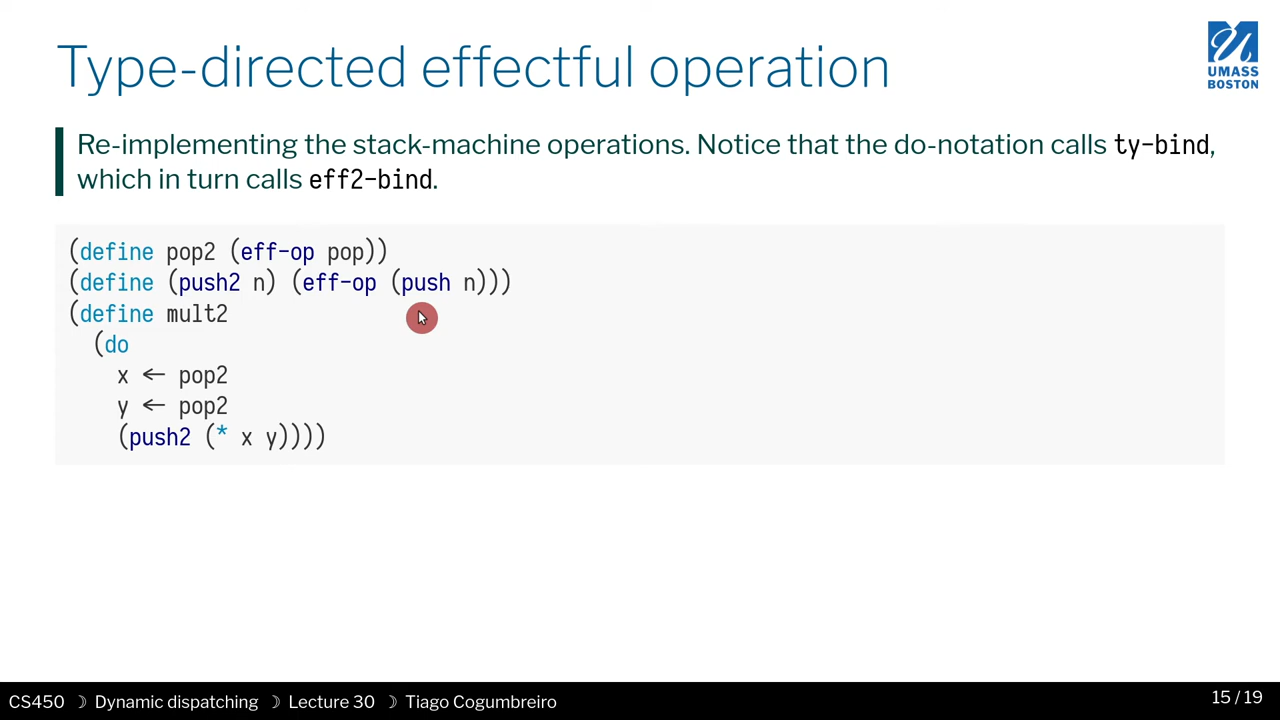 Type-directed effectful operation
UMASS
BOSTON
Re-implementing the stack-machine operations. Notice that the do-notation calls ty-bind,
which in turn calls eff2-bind.
(define pop2 (eff-op pop))
(define (push2 n) (eff-op (push n)))
(define mult2
  (do
    x ← pop2
    y ← pop2
    (push2 (* x y))))
CS450 ☽ Dynamic dispatching ☽ Lecture 30 ☽ Tiago Cogumbreiro
15 / 19